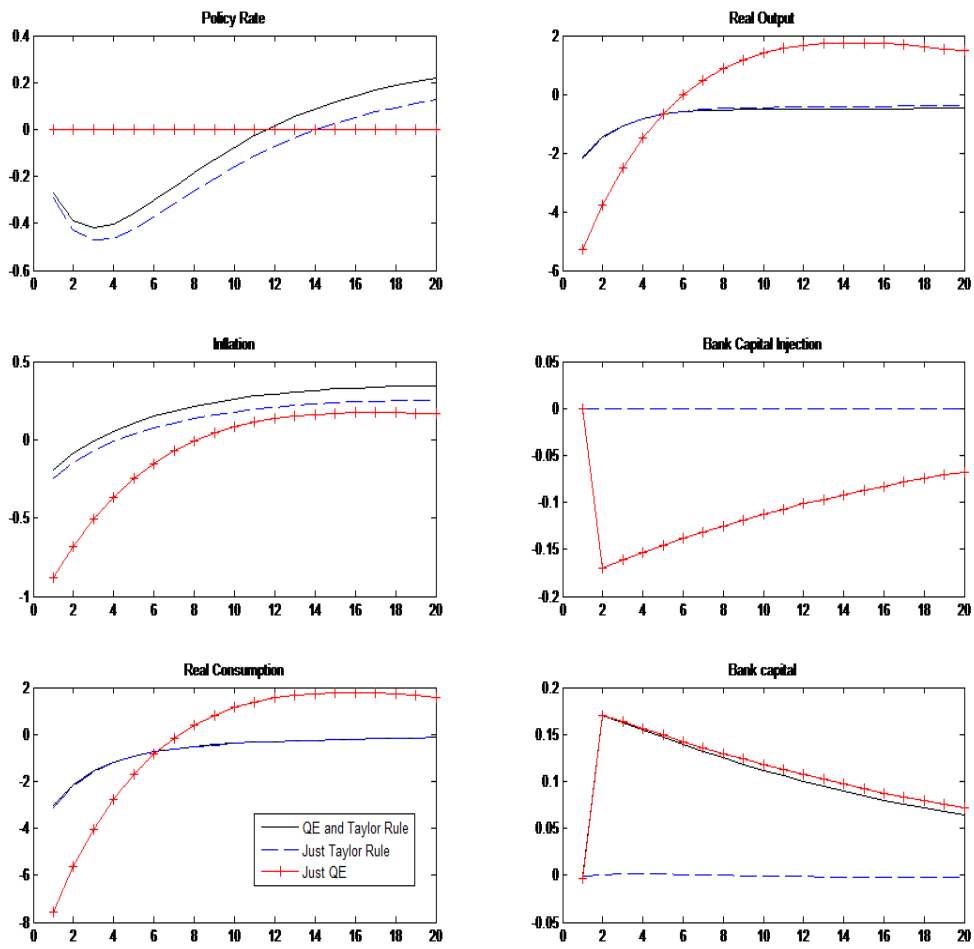 Policy Rate
0.4
0.2
0
-0.2
-0.4
-0.6
0 2 4 6 8 10 12 14 16 18 20
Real Output
2
0
-2
-4
-6
0 2 4 6 8 10 12 14 16 18 20
Inflation
0.5
0
-0.5
-1
0 2 4 6 8 10 12 14 16 18 20
Bank Capital Injection
0.05
0
-0.05
-0.1
-0.15
-0.2
0 2 4 6 8 10 12 14 16 18 20
Real Consumption
2
0
-2
-4
-6
-8
0 2 4 6 8 10 12 14 16 18 20
QE and Taylor Rule
Just Taylor Rule
Just QE
Bank capital
0.2
0.15
0.1
0.05
0
-0.05
0 2 4 6 8 10 12 14 16 18 20